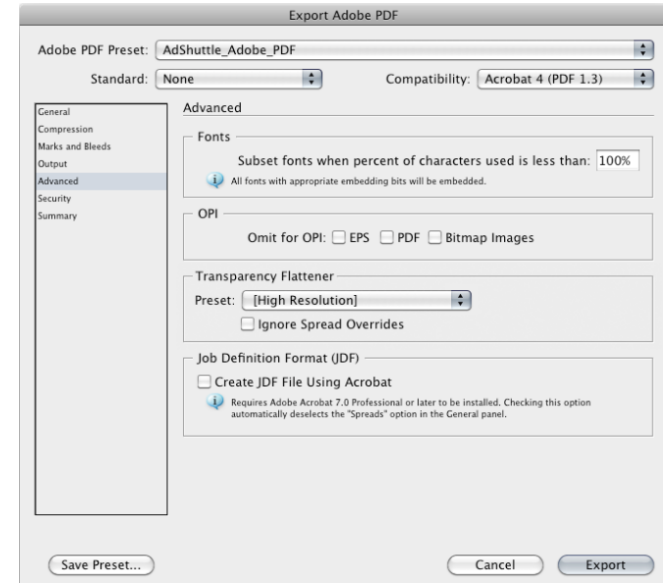 Export Adobe PDF
Adobe PDF Preset: AdShuttle_Adobe_PDF
Standard: None Compatibility: Acrobat 4 (PDF 1.3)
General
Compression
Marks and Bleeds
Output
Advanced
Security
Summary
Advanced
Fonts
Subset fonts when percent of characters used is less than: 100%
All fonts with appropriate embedding bits will be embedded.
OPI
Omit for OPI: EPS PDF Bitmap Images
Transparency Flattener
Preset: [High Resolution]
Ignore Spread Overrides
Job Definition Format (JDF)
Create JDF File Using Acrobat
Requires Adobe Acrobat 7.0 Professional or later to be installed. Checking this option
automatically deselects the "Spreads" option in the General panel.
Save Preset... Cancel Export